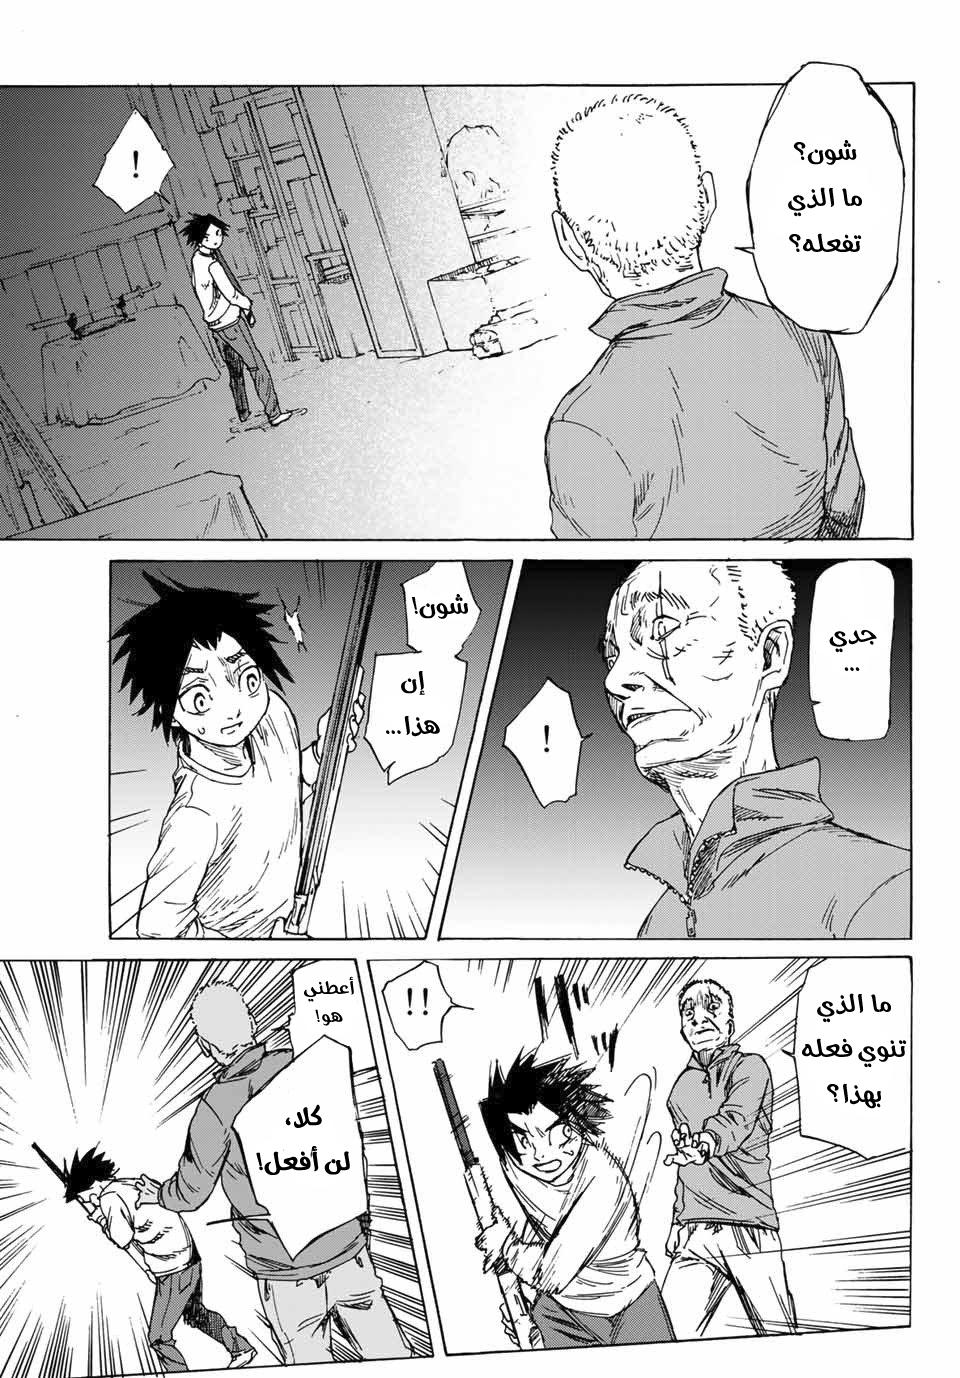 شون؟
ما الذي
تفعله؟
!
جدي
...
!
شون!
إن
هذا...
ما الذي
تنوي فعله
بهذا؟
!!
أعطني
هو!
كلا،
لن أفعل!